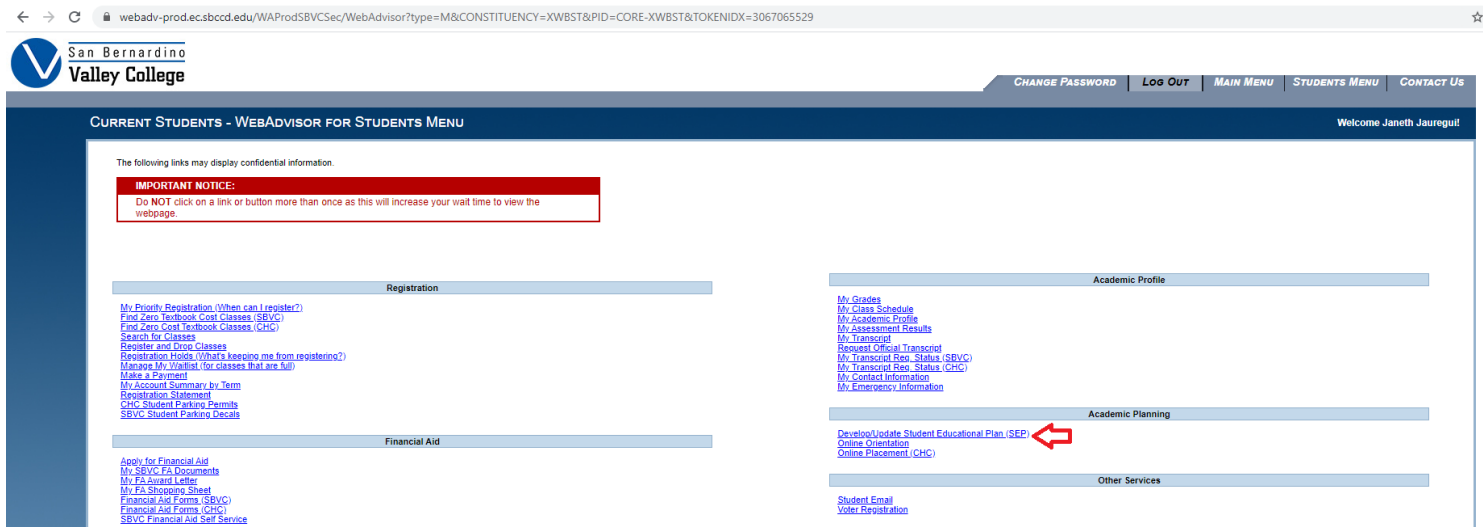 webadv-prod.ec.sbccd.edu/WAProdSBVCSec/WebAdvisor?type=M&CONSTITUENCY=XWBST&PID=CORE-XWBST&TOKENIDX=3067065529
San Bernardino
Valley College
CHANGE PASSWORD LOG OUT MAIN MENU STUDENTS MENU CONTACT US
CURRENT STUDENTS - WEBADVISOR FOR STUDENTS MENU Welcome Janeth Jauregui!
The following links may display confidential information.
IMPORTANT NOTICE:
Do NOT click on a link or button more than once as this will increase your wait time to view the
webpage.
Registration
My Priority Registration (When can I register?)
Find Zero Textbook Cost Classes (SBVC)
Find Zero Cost Textbook Classes (CHC)
Search for Classes
Register and Drop Classes
Registration Holds (What's keeping me from registering?)
Manage My Waitlist (for classes that are full)
Make a Payment
My Account Summary by Term
Registration Statement
CHC Student Parking Permits
SBVC Student Parking Decals
Financial Aid
Apply for Financial Aid
My SBVC FA Documents
My FA Award Letter
My FA Shopping Sheet
Financial Aid Forms (SBVC)
Financial Aid Forms (CHC)
SBVC Financial Aid Self Service
Academic Profile
My Grades
My Class Schedule
My Academic Profile
My Assessment Results
My Transcript
Request Official Transcript
My Transcript Req. Status (SBVC)
My Transcript Req. Status (CHC)
My Contact Information
My Emergency Information
Academic Planning
Develop/Update Student Educational Plan (SEP)
Online Orientation
Online Placement (CHC)
Other Services
Student Email
Voter Registration